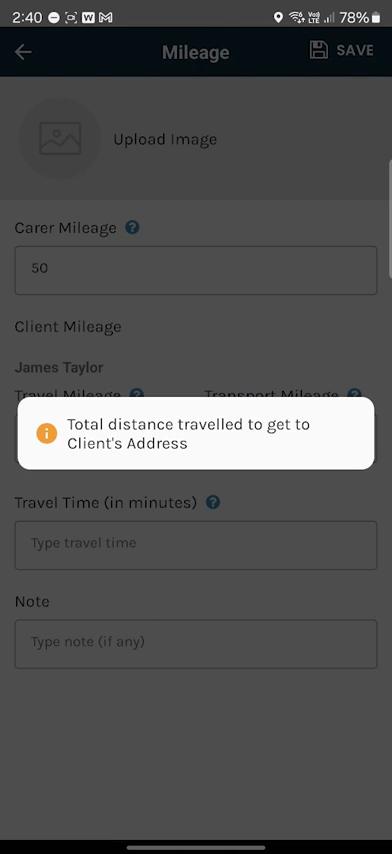 2:40 W M Vo) LTE 78%
Mileage SAVE
Upload Image
Carer Mileage ?
50
Client Mileage
James Taylor
Travel Mileage ? Transport Mileage ?
Total distance travelled to get to
Client's Address
Travel Time (in minutes) ?
Type travel time
Note
Type note (if any)